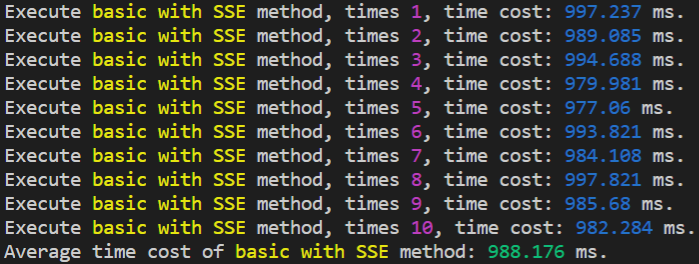 Execute basic with SSE method, times 1, time cost: 997.237 ms.
Execute basic with SSE method, times 2, time cost: 989.085 ms.
Execute basic with SSE method, times 3, time cost: 994.688 ms.
Execute basic with SSE method, times 4, time cost: 979.981 ms.
Execute basic with SSE method, times 5, time cost: 977.06 ms.
Execute basic with SSE method, times 6, time cost: 993.821 ms.
Execute basic with SSE method, times 7, time cost: 984.108 ms.
Execute basic with SSE method, times 8, time cost: 997.821 ms.
Execute basic with SSE method, times 9, time cost: 985.68 ms.
Execute basic with SSE method, times 10, time cost: 982.284 ms.
Average time cost of basic with SSE method: 988.176 ms.